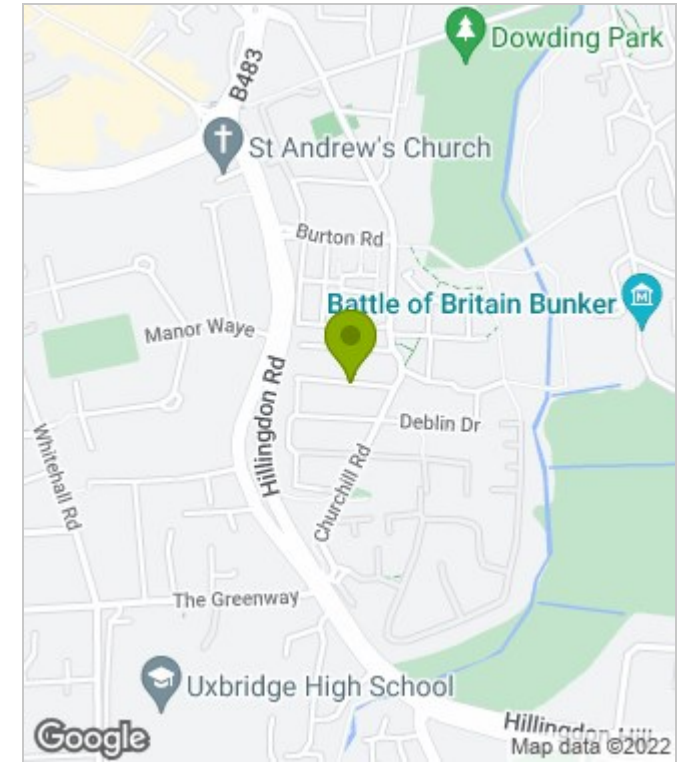 Dowding Park
B483
St Andrew's Church
Burton Rd
Battle of Britain Bunker
M
Manor Waye
Hillingdon Rd
Deblin Dr
Whitehall Rd
Churchill Rd
The Greenway
Uxbridge High School
Hillingdon Hill
Google
Map data ©2022